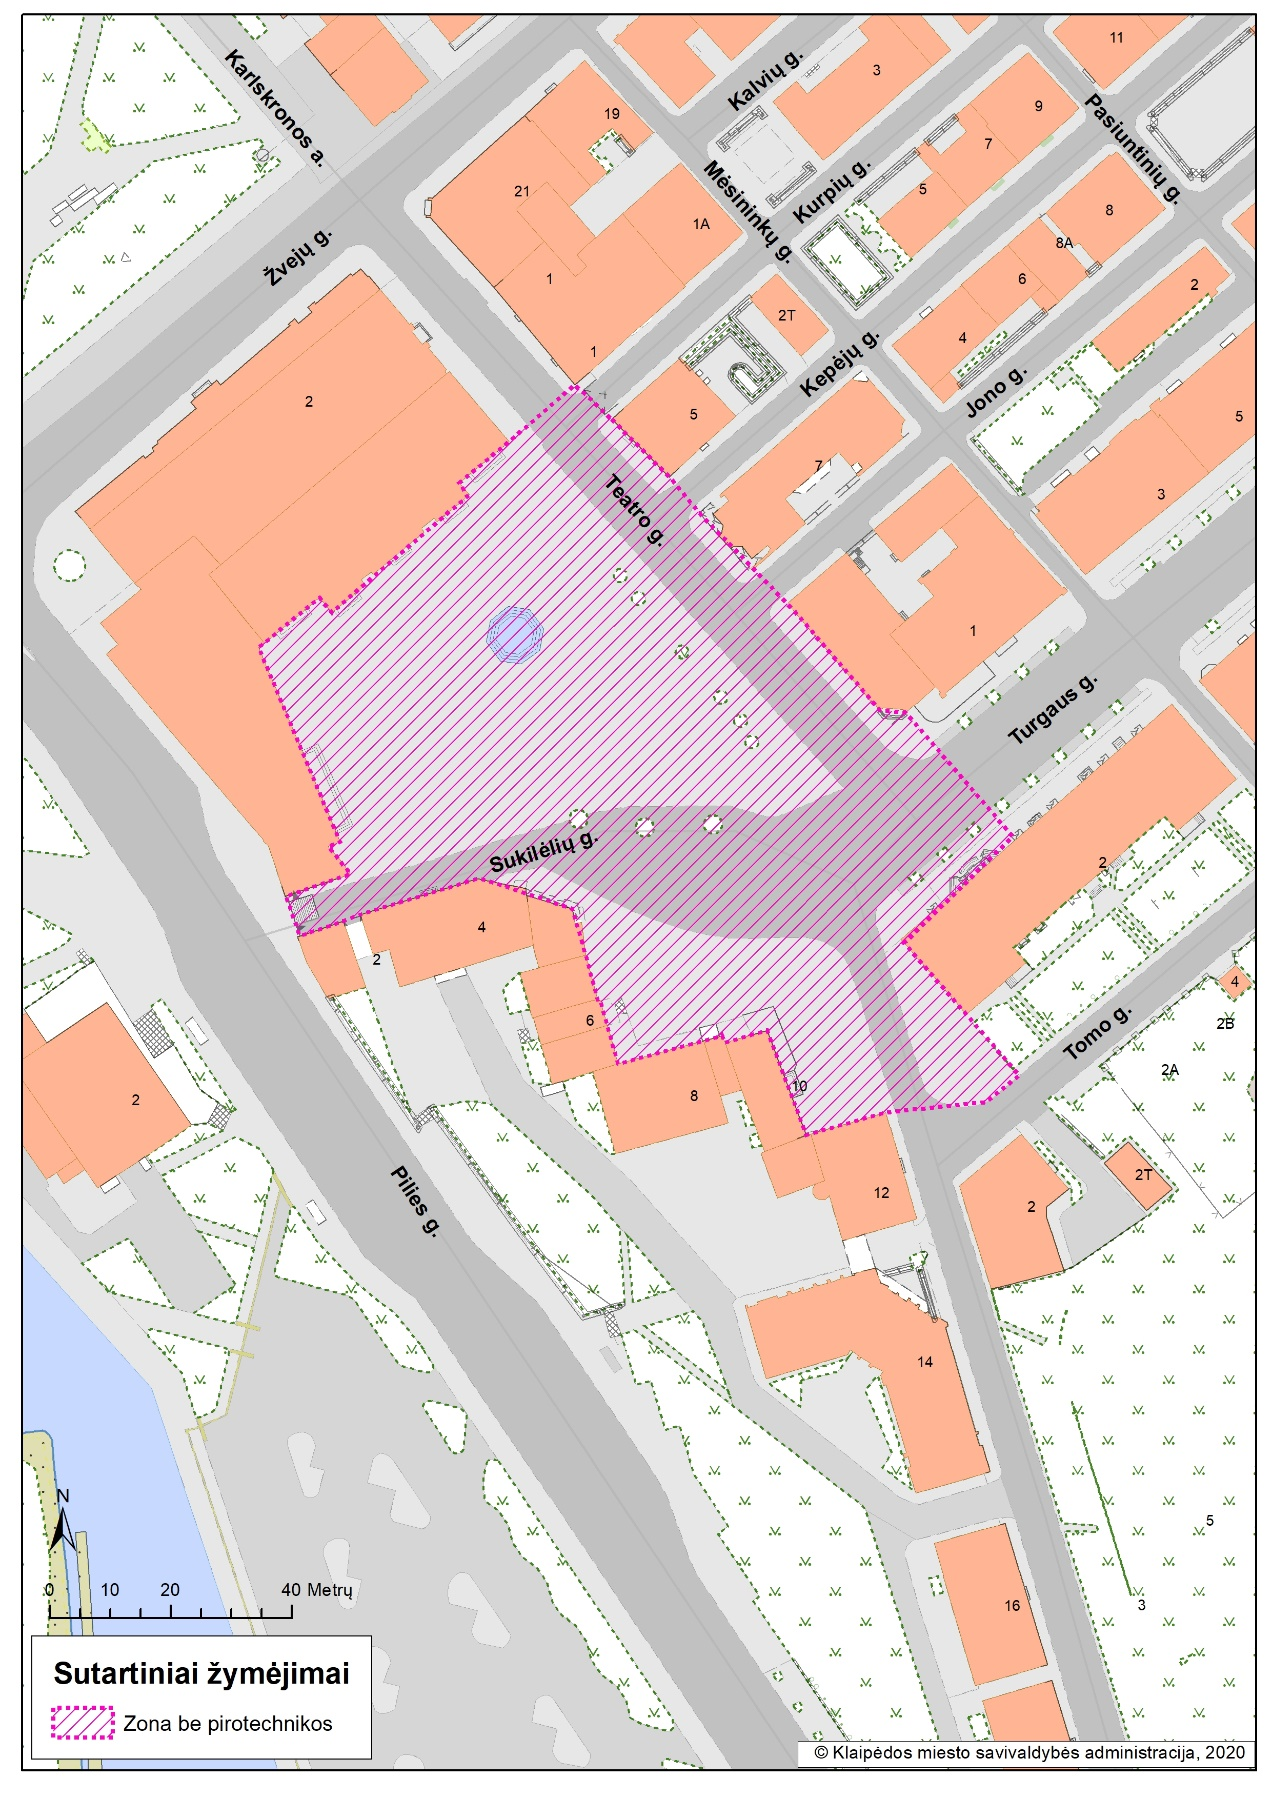 11
Karlskronos a.
Kalvių g.
3
19
9
Pasiuntinių g.
7
Mėsininkų g.
Kurpių g.
21
5
1A
8
8A
Žvejų g.
1
6
2
2T
4
1
Kepėjų g.
Jono g.
2
5
5
7
3
Teatro g.
1
Turgaus g.
Sukilėlių g.
2
4
2
4
6
2B
Tomo g.
2A
2
8
10
2T
12
2
Pilies g.
14
N
5
0 10 20 40 Metrų
16
3
Sutartiniai žymėjimai
Zona be pirotechnikos
© Klaipėdos miesto savivaldybės administracija, 2020